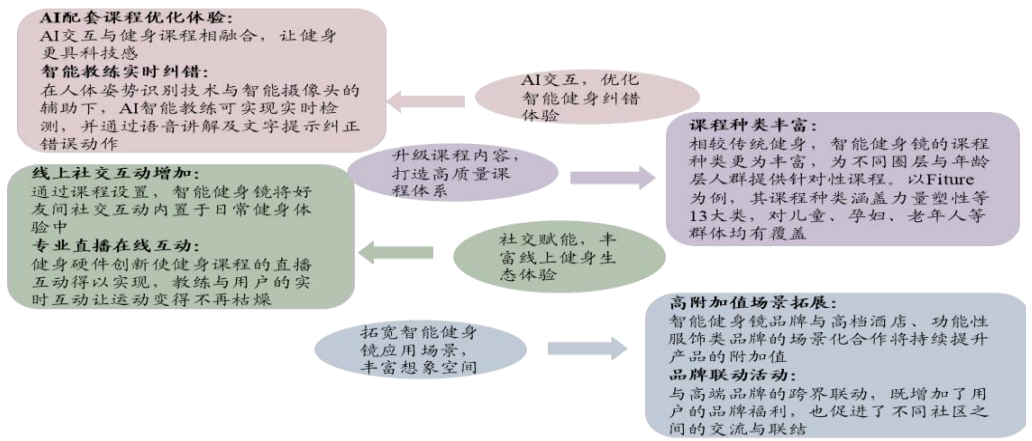 AI配套课程优化体验:
AI交互与健身课程相融合，让健身
更具科技感
智能教练实时纠错:
在人体姿势识别技术与智能摄像头的
辅助下，AI智能教练可实现实时检
测，并通过语音讲解及文字提示纠正
错误动作
AI交互，优化
智能健身纠错
体验
升级课程内容，
打造高质量课
程体系
课程种类丰富:
相较传统健身，智能健身镜的课程
种类更为丰富，为不同圈层与年龄
层人群提供针对性课程。以Fiture
为例，其课程种类涵盖力量塑性等
13大类，对儿童、孕妇、老年人等
群体均有覆盖
线上社交互动增加:
通过课程设置，智能健身镜将好
友间社交互动内置于日常健身体
验中
专业直播在线互动:
健身硬件创新使健身课程的直播
互动得以实现，教练与用户的实
时互动让运动变得不再枯燥
社交赋能，丰
富线上健身生
态体验
拓宽智能健身
镜应用场景，
丰富想象空间
高附加值场景拓展:
智能健身镜品牌与高档酒店、功能性
服饰类品牌的场景化合作将持续提升
产品的附加值
品牌联动活动:
与高端品牌的跨界联动，既增加了用
户的品牌福利，也促进了不同社区之
间的交流与联结